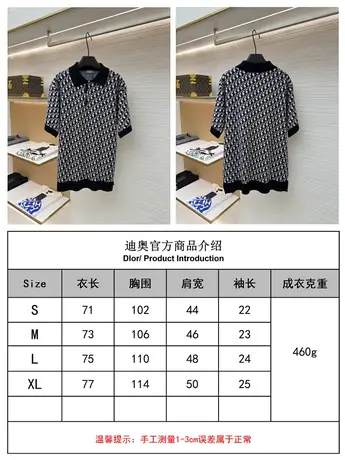 迪奥官方商品介绍
DIor/ Product Introduction
Size 衣长 胸围 肩宽 袖长 成衣克重
S 71 102 44 22
M 73 106 46 23
L 75 110 48 24
XL 77 114 50 25
460g
温馨提示：手工测量1-3cm误差属于正常